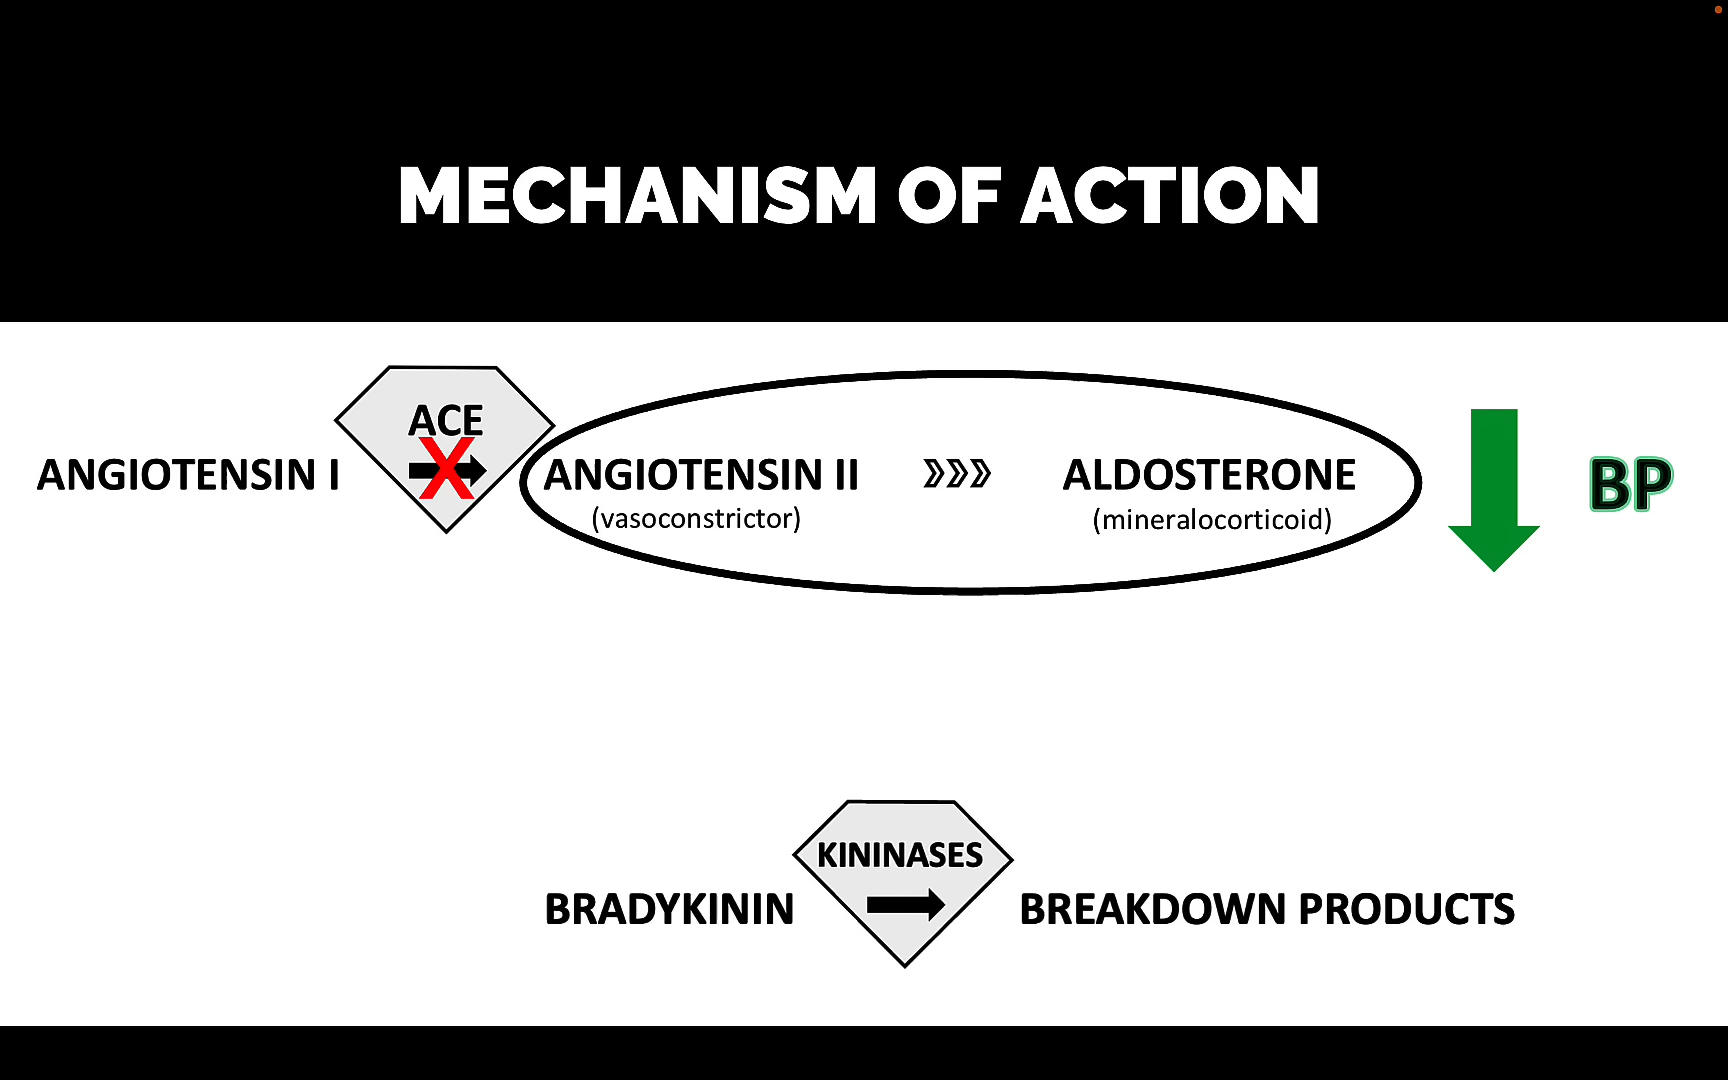 MECHANISM OF ACTION
ACE
X
ANGIOTENSIN I
ANGIOTENSIN II
(vasoconstrictor)
ALDOSTERONE
(mineralocorticoid)
BP
KININASES
BRADYKININ
BREAKDOWN PRODUCTS